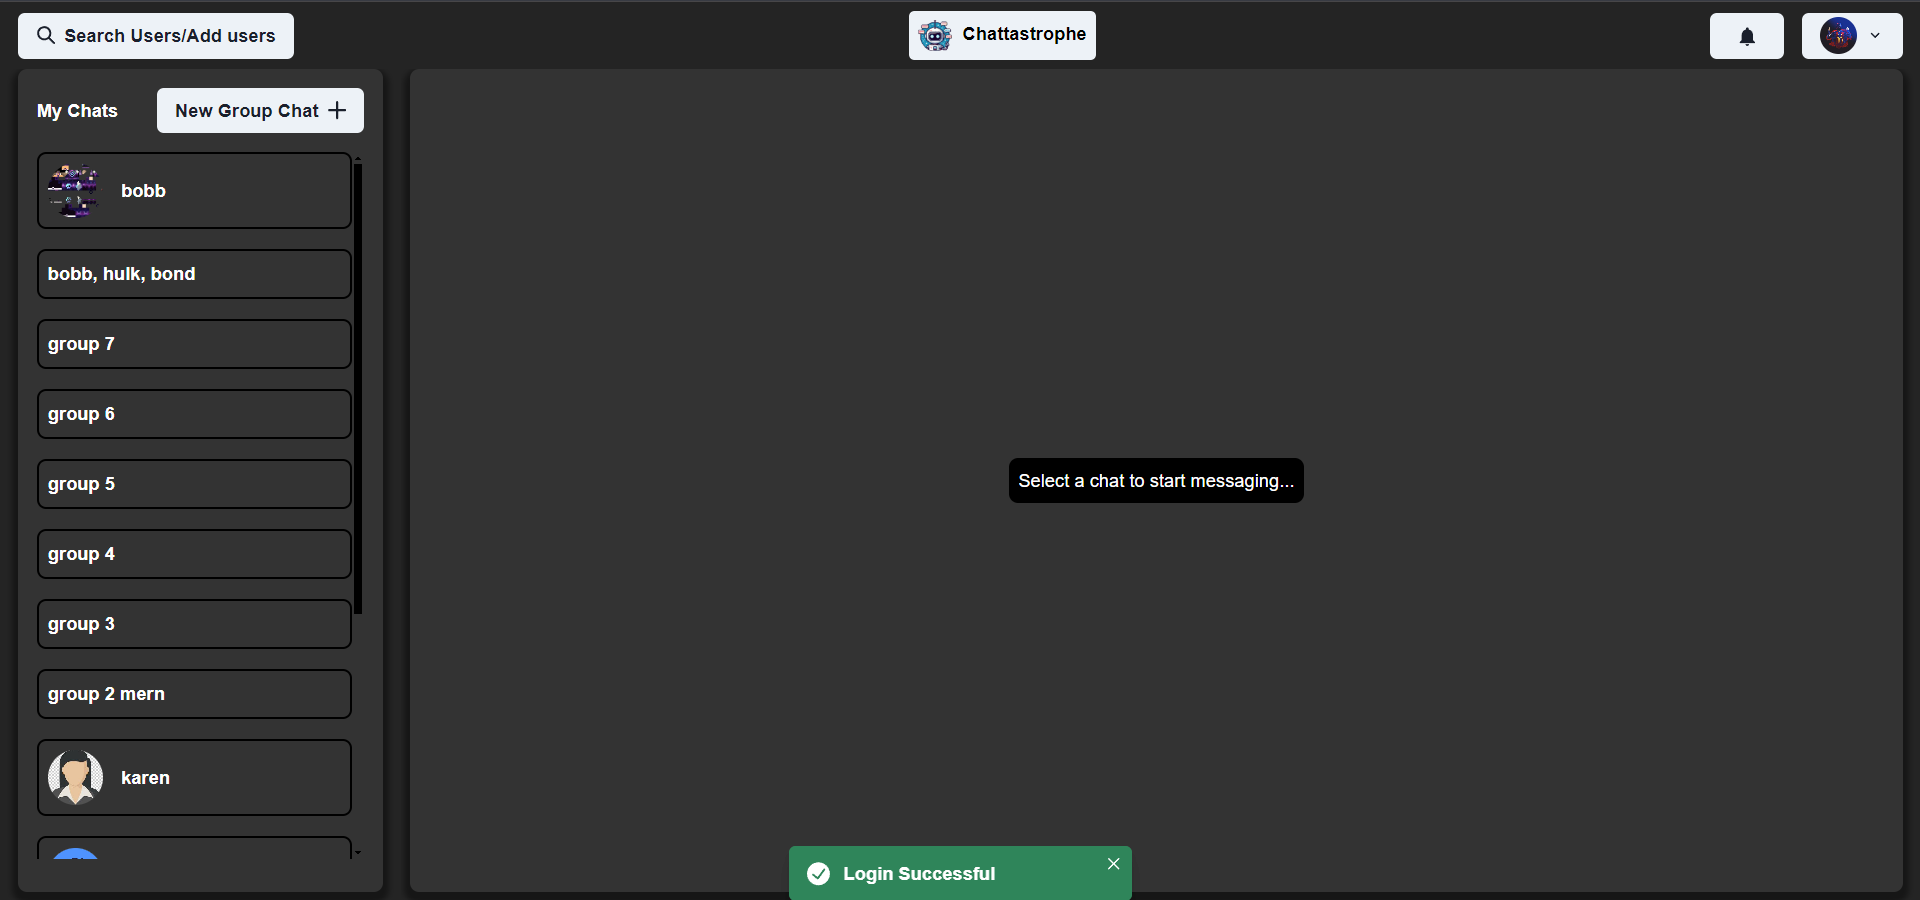 Search Users/Add users
Chattastrophe
My Chats
New Group Chat
bobb
bobb, hulk, bond
group 7
group 6
group 5
group 4
group 3
group 2 mern
karen
Select a chat to start messaging...
Login Successful